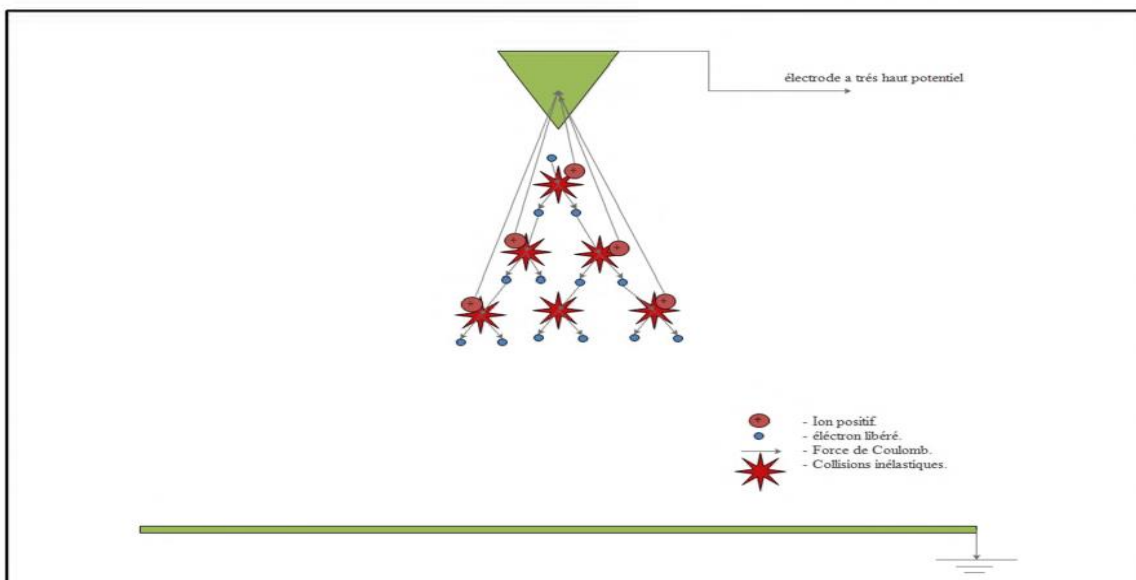 électrode a trés haut potentiel
- Ion positif.
- éléctron libéré.
- Force de Coulomb.
- Collisions inélastiques.